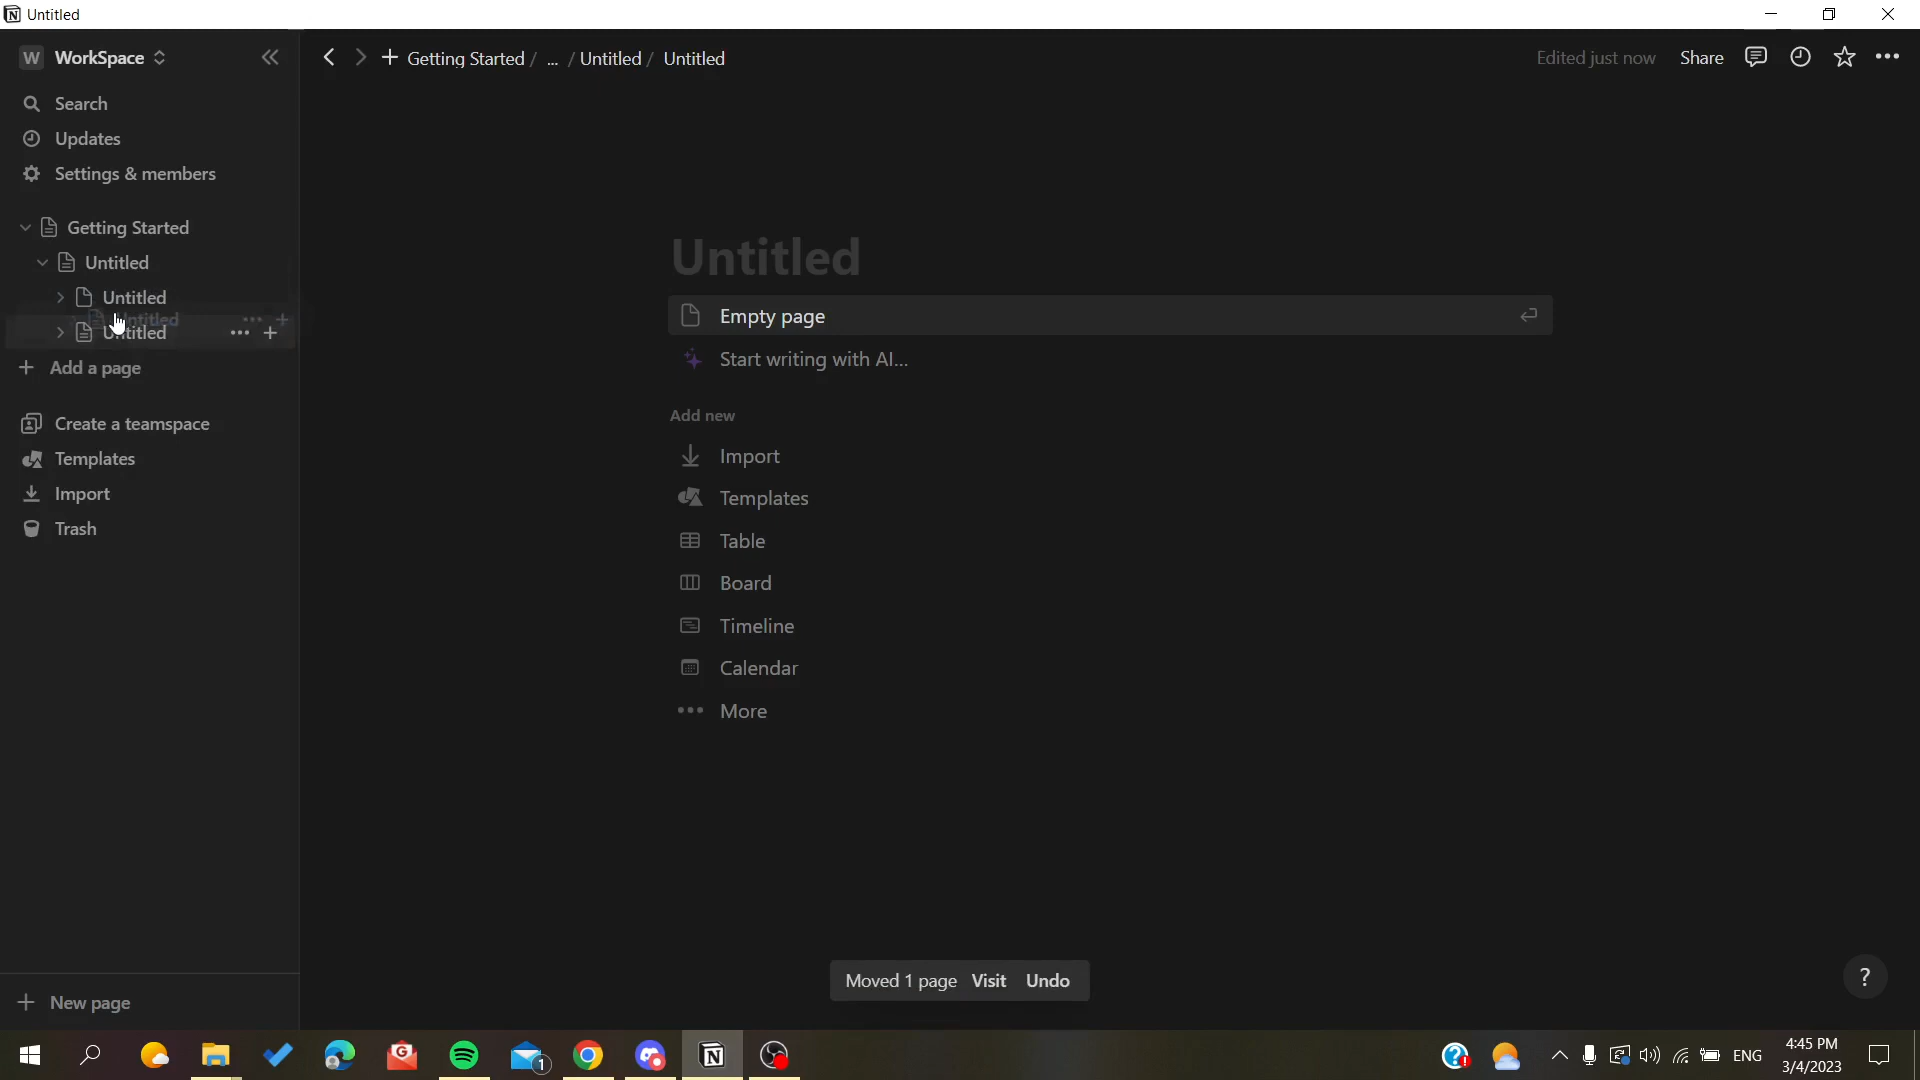 Untitled
W WorkSpace
Getting Started / ... / Untitled / Untitled
Edited just now Share
Search
Updates
Settings & members
Getting Started
Untitled
Untitled
Untitled
Untitled
Add a page
Create a teamspace
Templates
Import
Trash
New page
Untitled
Empty page
Start writing with AI...
Add new
Import
Templates
Table
Board
Timeline
Calendar
More
Moved 1 page Visit Undo
?
1
ENG
4:45 PM
3/4/2023